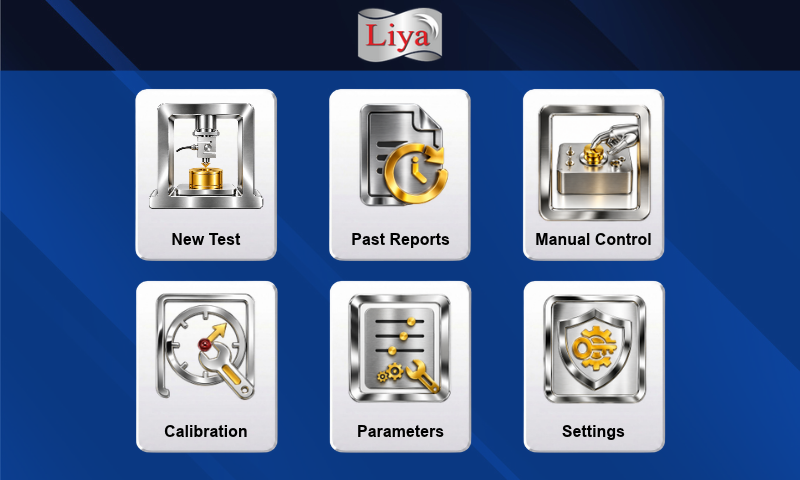 Liya
New Test
Past Reports
Manual Control
Calibration
Parameters
Settings